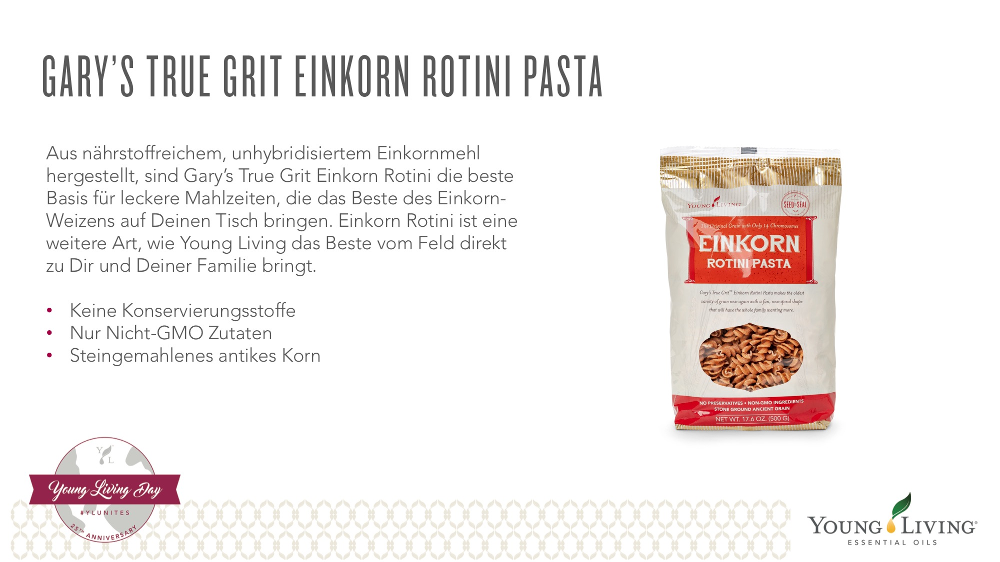 GARY'S TRUE GRIT EINKORN ROTINI PASTA
Aus nährstoffreichem, unhybridisiertem Einkornmehl
hergestellt, sind Gary's True Grit Einkorn Rotini die beste
Basis für leckere Mahlzeiten, die das Beste des Einkorn-
Weizens auf Deinen Tisch bringen. Einkorn Rotini ist eine
weitere Art, wie Young Living das Beste vom Feld direkt
zu Dir und Deiner Familie bringt.
• Keine Konservierungsstoffe
• Nur Nicht-GMO Zutaten
• Steingemahlenes antikes Korn
YOUNG LIVING
SEED TO SEAL
The Original Grain with Only 14 Chromosomes
EINKORN
ROTINI PASTA
Gary's True Grit™ Einkorn Rotini Pasta makes the oldest
variety of grain new again with a fun, new spiral shape
that will have the whole family wanting more.
NO PRESERVATIVES • NON-GMO INGREDIENTS
STONE GROUND ANCIENT GRAIN
NET WT. 17.6 OZ. (500 G)
Y L
Young Living Day
#YLUNITES
25TH ANNIVERSARY
YOUNG LIVING®
ESSENTIAL OILS